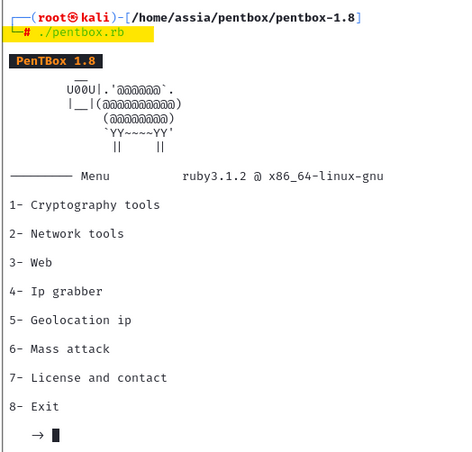 ┌──(root㉿kali)-[/home/assia/pentbox/pentbox-1.8]
└─# ./pentbox.rb
PenTBox 1.8
__
U00U|.'@@@@@@`.
|__|(@@@@@@@@@@)
(@@@@@@@@)
`YY~~~~YY'
||    ||
───────── Menu          ruby3.1.2 @ x86_64-linux-gnu
1- Cryptography tools
2- Network tools
3- Web
4- Ip grabber
5- Geolocation ip
6- Mass attack
7- License and contact
8- Exit
->